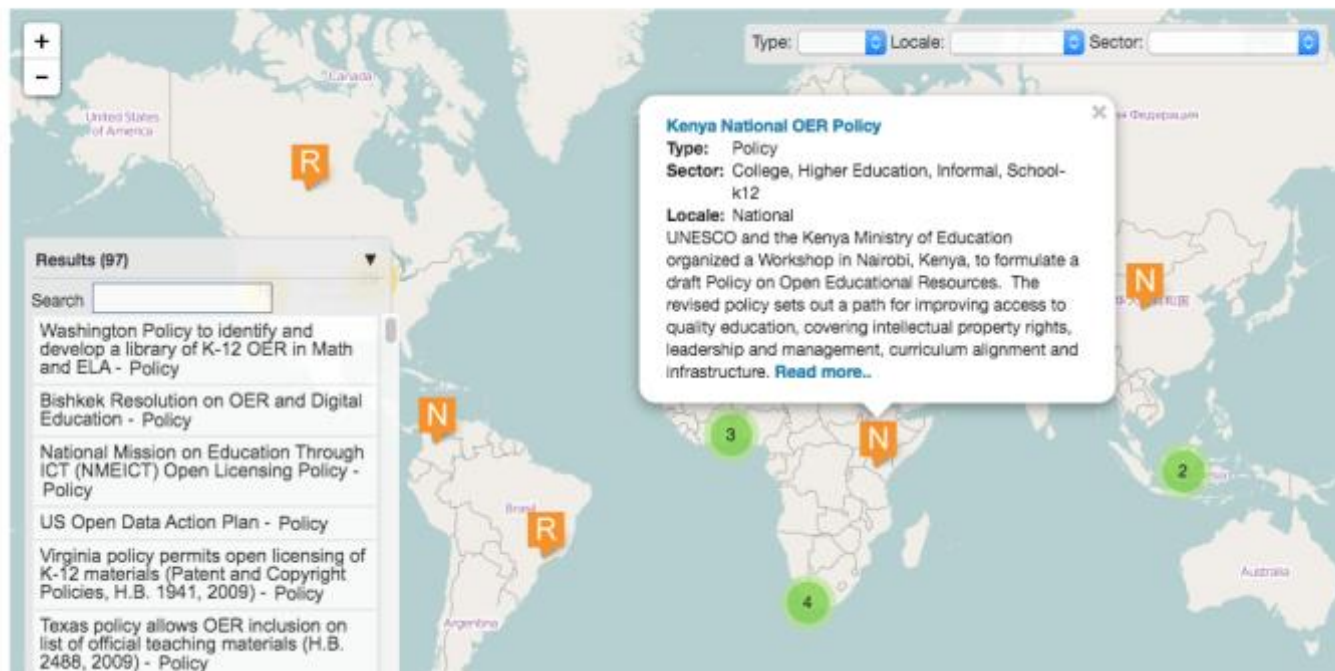 +
−
Type:
Locale:
Sector:
Canada
United States
of America
R
Kenya National OER Policy
×
Type: Policy
Sector: College, Higher Education, Informal, School-
k12
Locale: National
UNESCO and the Kenya Ministry of Education
organized a Workshop in Nairobi, Kenya, to formulate a
draft Policy on Open Educational Resources. The
revised policy sets out a path for improving access to
quality education, covering intellectual property rights,
leadership and management, curriculum alignment and
infrastructure. Read more..
Федерация
N
Results (97) ▼
Search
Washington Policy to identify and
develop a library of K-12 OER in Math
and ELA - Policy
Bishkek Resolution on OER and Digital
Education - Policy
National Mission on Education Through
ICT (NMEICT) Open Licensing Policy -
Policy
US Open Data Action Plan - Policy
Virginia policy permits open licensing of
K-12 materials (Patent and Copyright
Policies, H.B. 1941, 2009) - Policy
Texas policy allows OER inclusion on
list of official teaching materials (H.B.
2488, 2009) - Policy
N
3
N
2
Brasil
R
4
Australia
Argentina